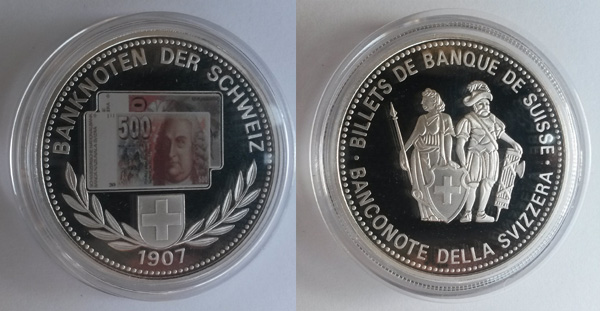 BANKNOTEN DER SCHWEIZ
500
1907
· BILLETS DE BANQUE DE SUISSE ·
BANCONOTE DELLA SVIZZERA